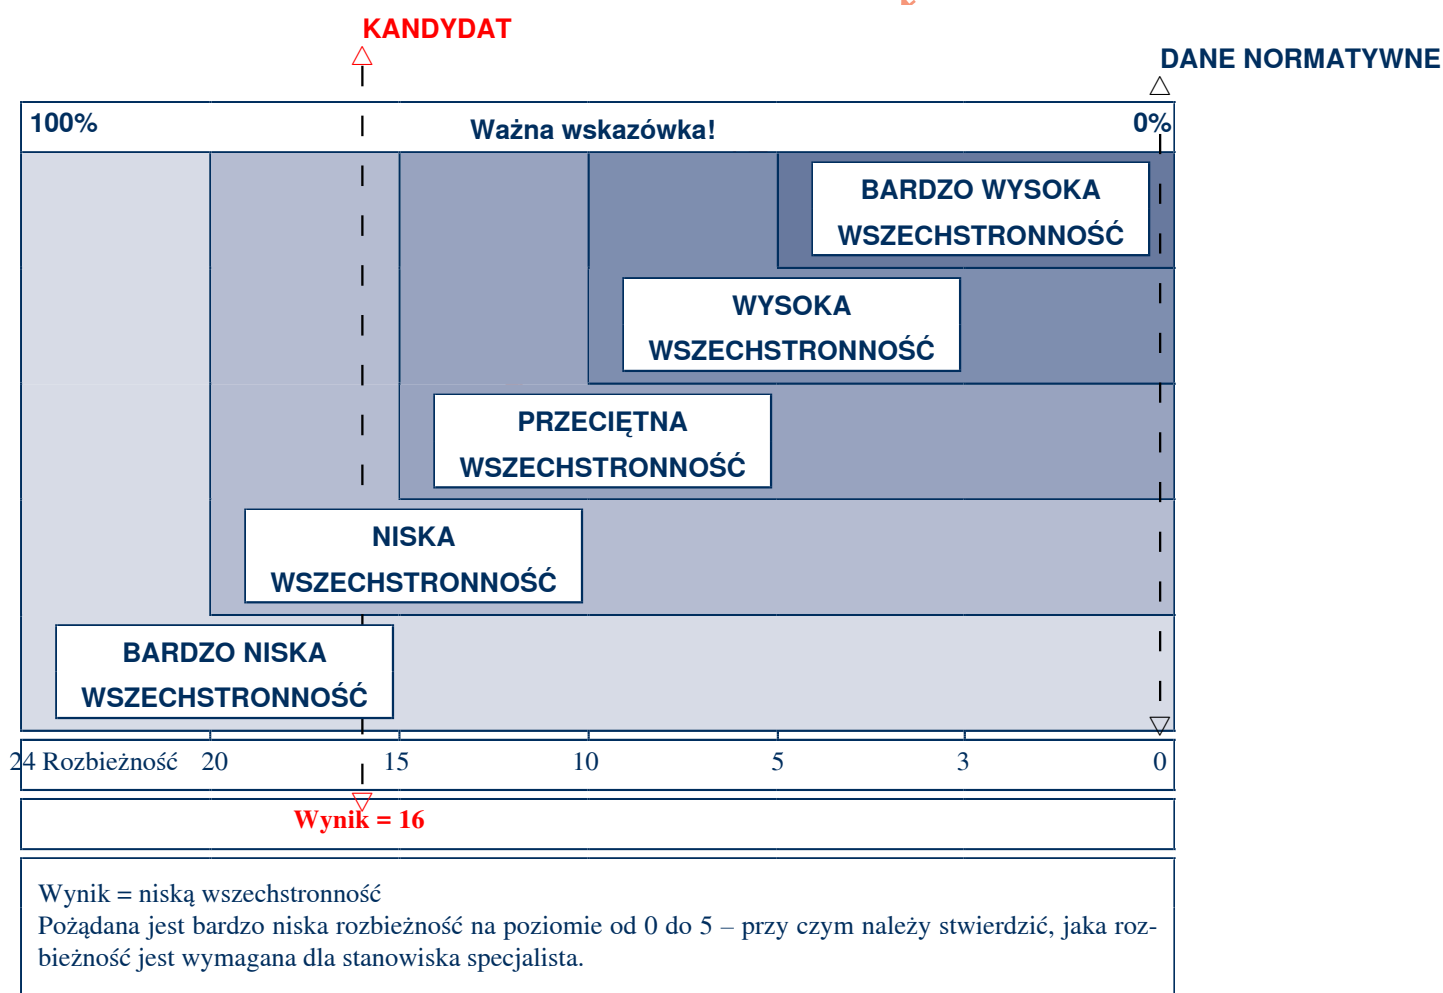 KANDYDAT
DANE NORMATYWNE
100%
Ważna wskazówka!
0%
BARDZO WYSOKA
WSZECHSTRONNOŚĆ
WYSOKA
WSZECHSTRONNOŚĆ
PRZECIĘTNA
WSZECHSTRONNOŚĆ
NISKA
WSZECHSTRONNOŚĆ
BARDZO NISKA
WSZECHSTRONNOŚĆ
24 Rozbieżność 20 15 10 5 3 0
Wynik = 16
Wynik = niską wszechstronność
Pożądana jest bardzo niska rozbieżność na poziomie od 0 do 5 – przy czym należy stwierdzić, jaka roz-
bieżność jest wymagana dla stanowiska specjalista.